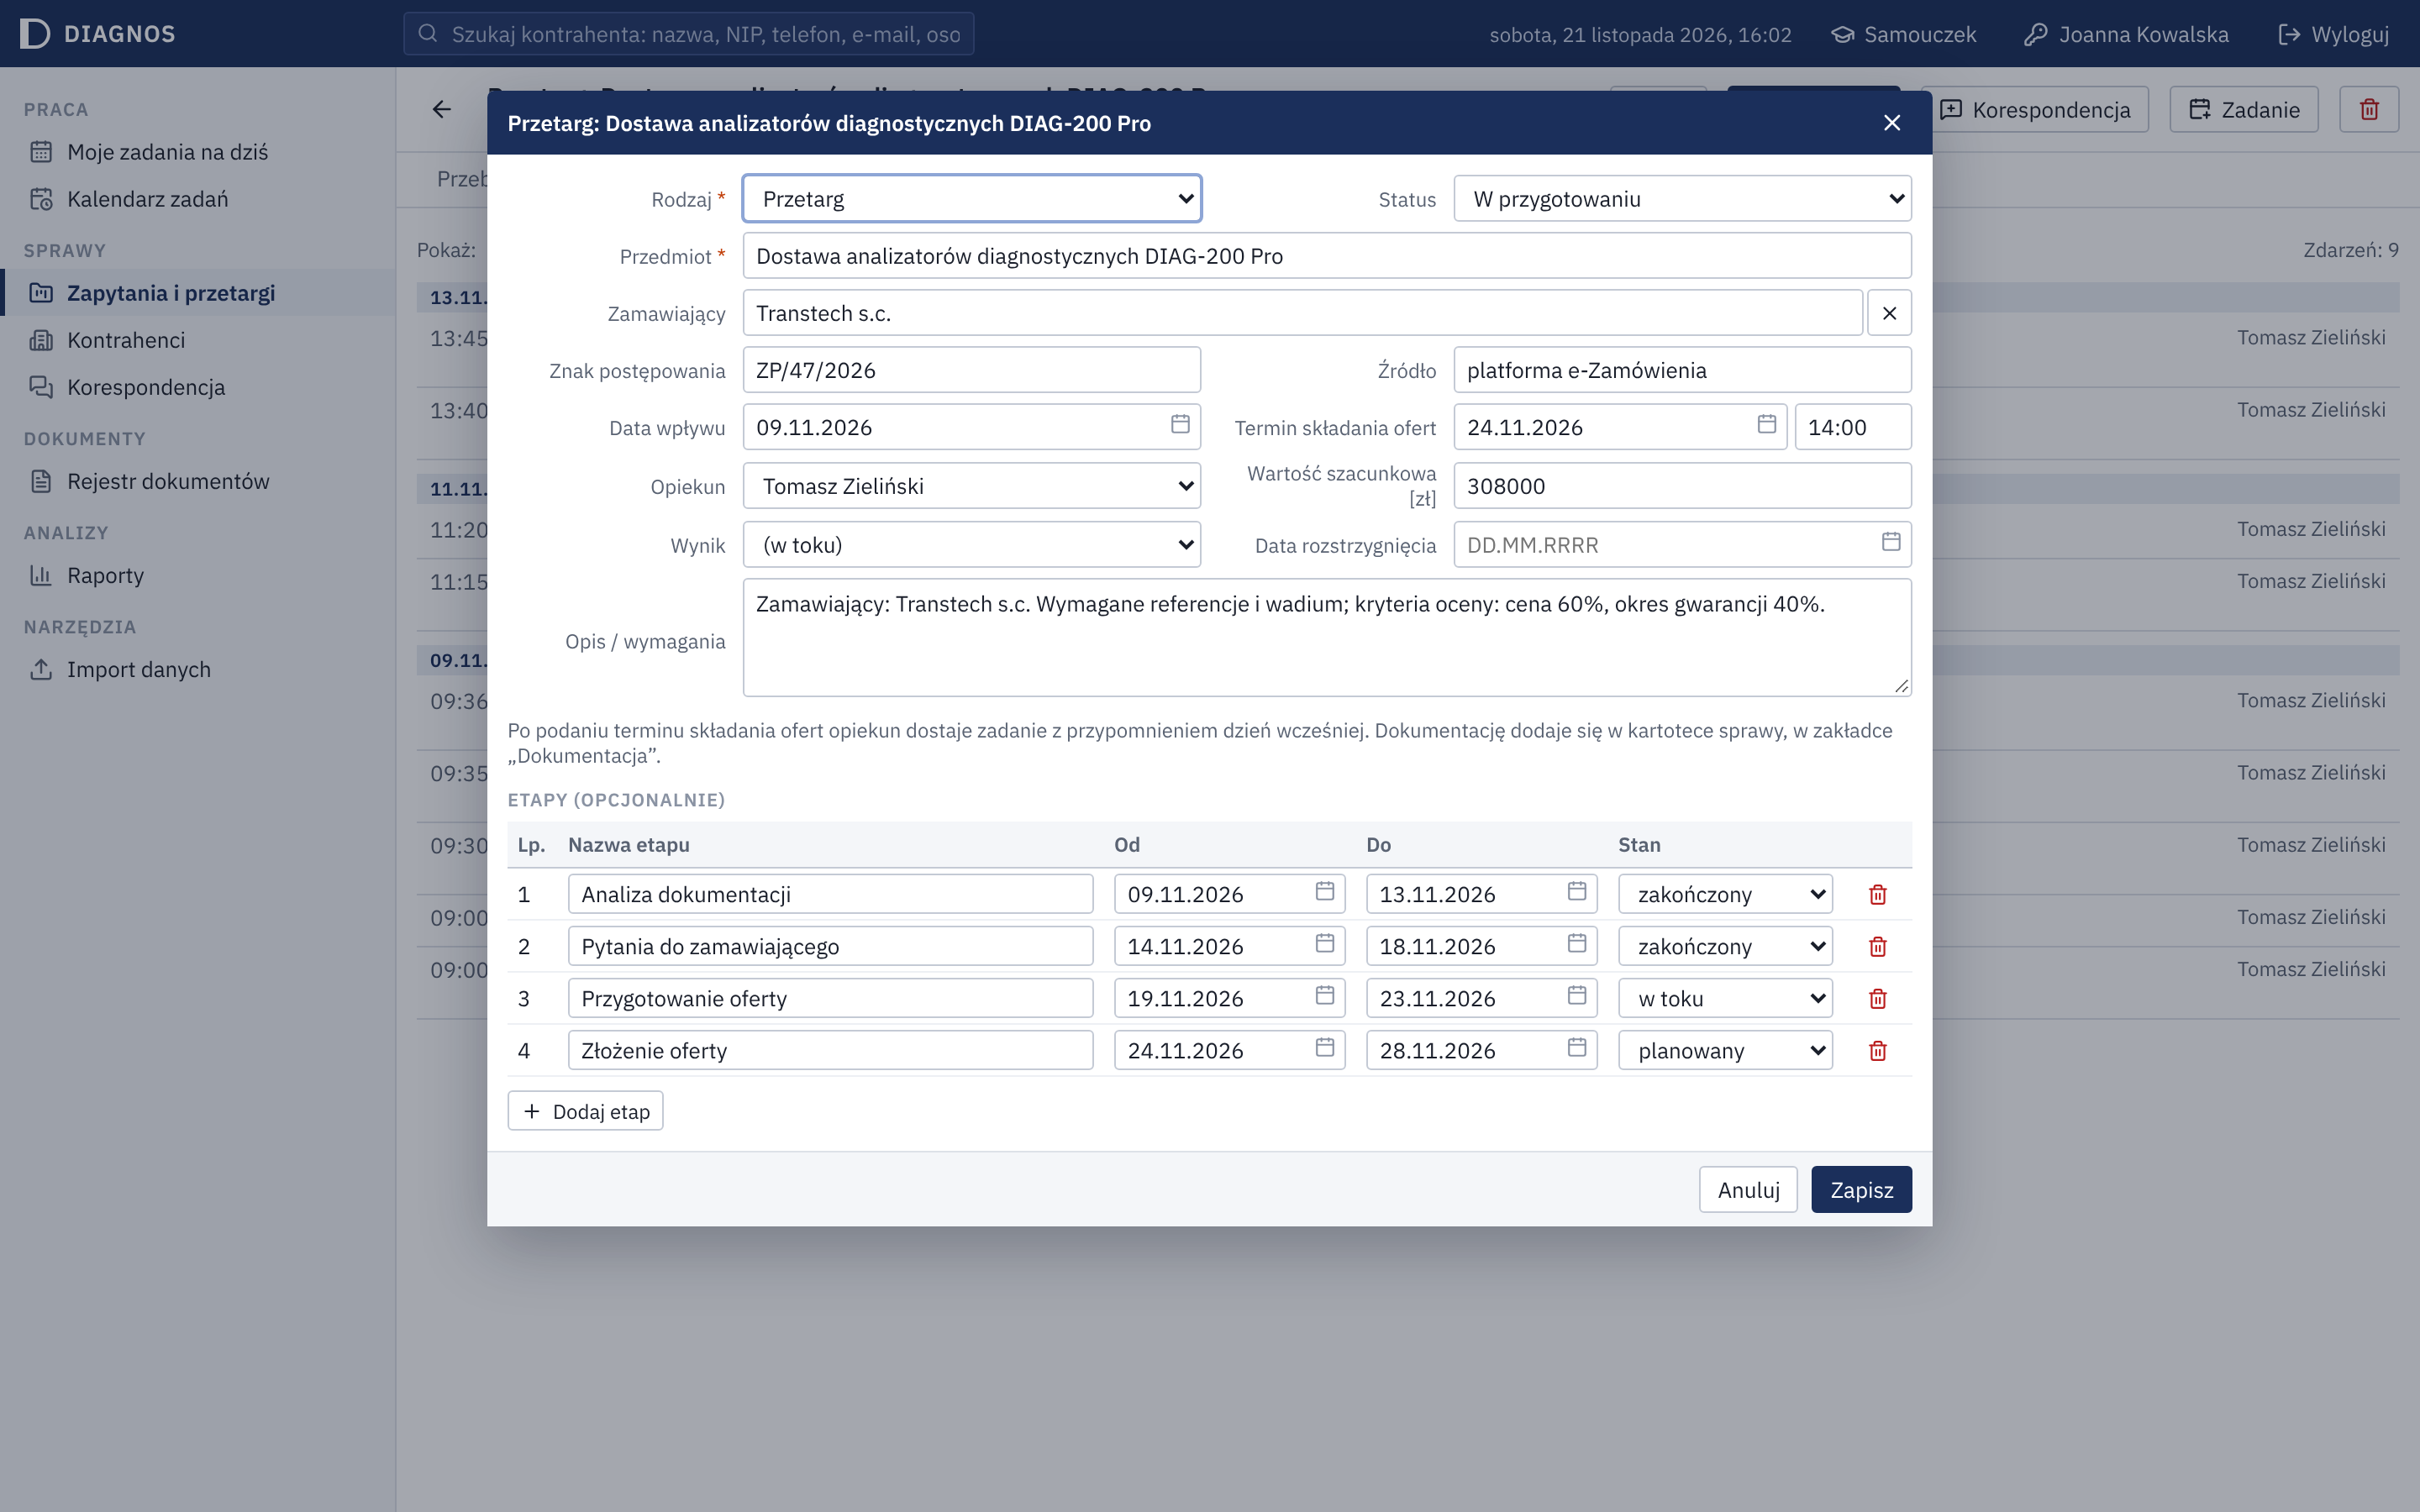 DIAGNOS
Szukaj kontrahenta: nazwa, NIP, telefon, e-mail, oso
sobota, 21 listopada 2026, 16:02
Samouczek
Joanna Kowalska
Wyloguj
PRACA
Moje zadania na dziś
Kalendarz zadań
SPRAWY
Zapytania i przetargi
Kontrahenci
Korespondencja
DOKUMENTY
Rejestr dokumentów
ANALIZY
Raporty
NARZĘDZIA
Import danych
Korespondencja
Zadanie
Pokaż:
Zdarzeń: 9
13.11.
13:45
Tomasz Zieliński
13:40
Tomasz Zieliński
11.11.
11:20
Tomasz Zieliński
11:15
Tomasz Zieliński
09.11.
09:36
Tomasz Zieliński
09:35
Tomasz Zieliński
09:30
Tomasz Zieliński
09:00
Tomasz Zieliński
09:00
Tomasz Zieliński
Przetarg: Dostawa analizatorów diagnostycznych DIAG-200 Pro
Rodzaj *
Przetarg
Status
W przygotowaniu
Przedmiot *
Dostawa analizatorów diagnostycznych DIAG-200 Pro
Zamawiający
Transtech s.c.
Znak postępowania
ZP/47/2026
Źródło
platforma e-Zamówienia
Data wpływu
09.11.2026
Termin składania ofert
24.11.2026
14:00
Opiekun
Tomasz Zieliński
Wartość szacunkowa
[zł]
308000
Wynik
(w toku)
Data rozstrzygnięcia
DD.MM.RRRR
Opis / wymagania
Zamawiający: Transtech s.c. Wymagane referencje i wadium; kryteria oceny: cena 60%, okres gwarancji 40%.
Po podaniu terminu składania ofert opiekun dostaje zadanie z przypomnieniem dzień wcześniej. Dokumentację dodaje się w kartotece sprawy, w zakładce
„Dokumentacja”.
ETAPY (OPCJONALNIE)
Lp. Nazwa etapu Od Do Stan
1 Analiza dokumentacji 09.11.2026 13.11.2026 zakończony
2 Pytania do zamawiającego 14.11.2026 18.11.2026 zakończony
3 Przygotowanie oferty 19.11.2026 23.11.2026 w toku
4 Złożenie oferty 24.11.2026 28.11.2026 planowany
Dodaj etap
Anuluj
Zapisz